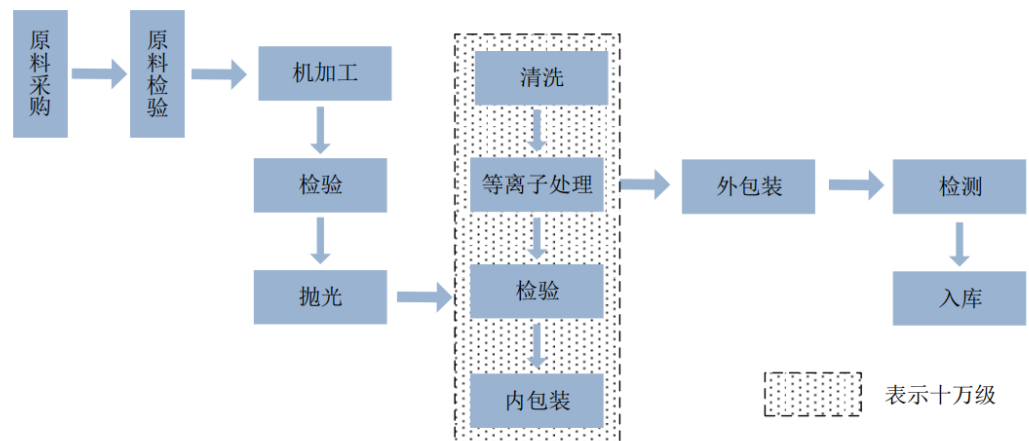 原料采购
原料检验
机加工
检验
抛光
清洗
等离子处理
检验
内包装
外包装
检测
入库
表示十万级